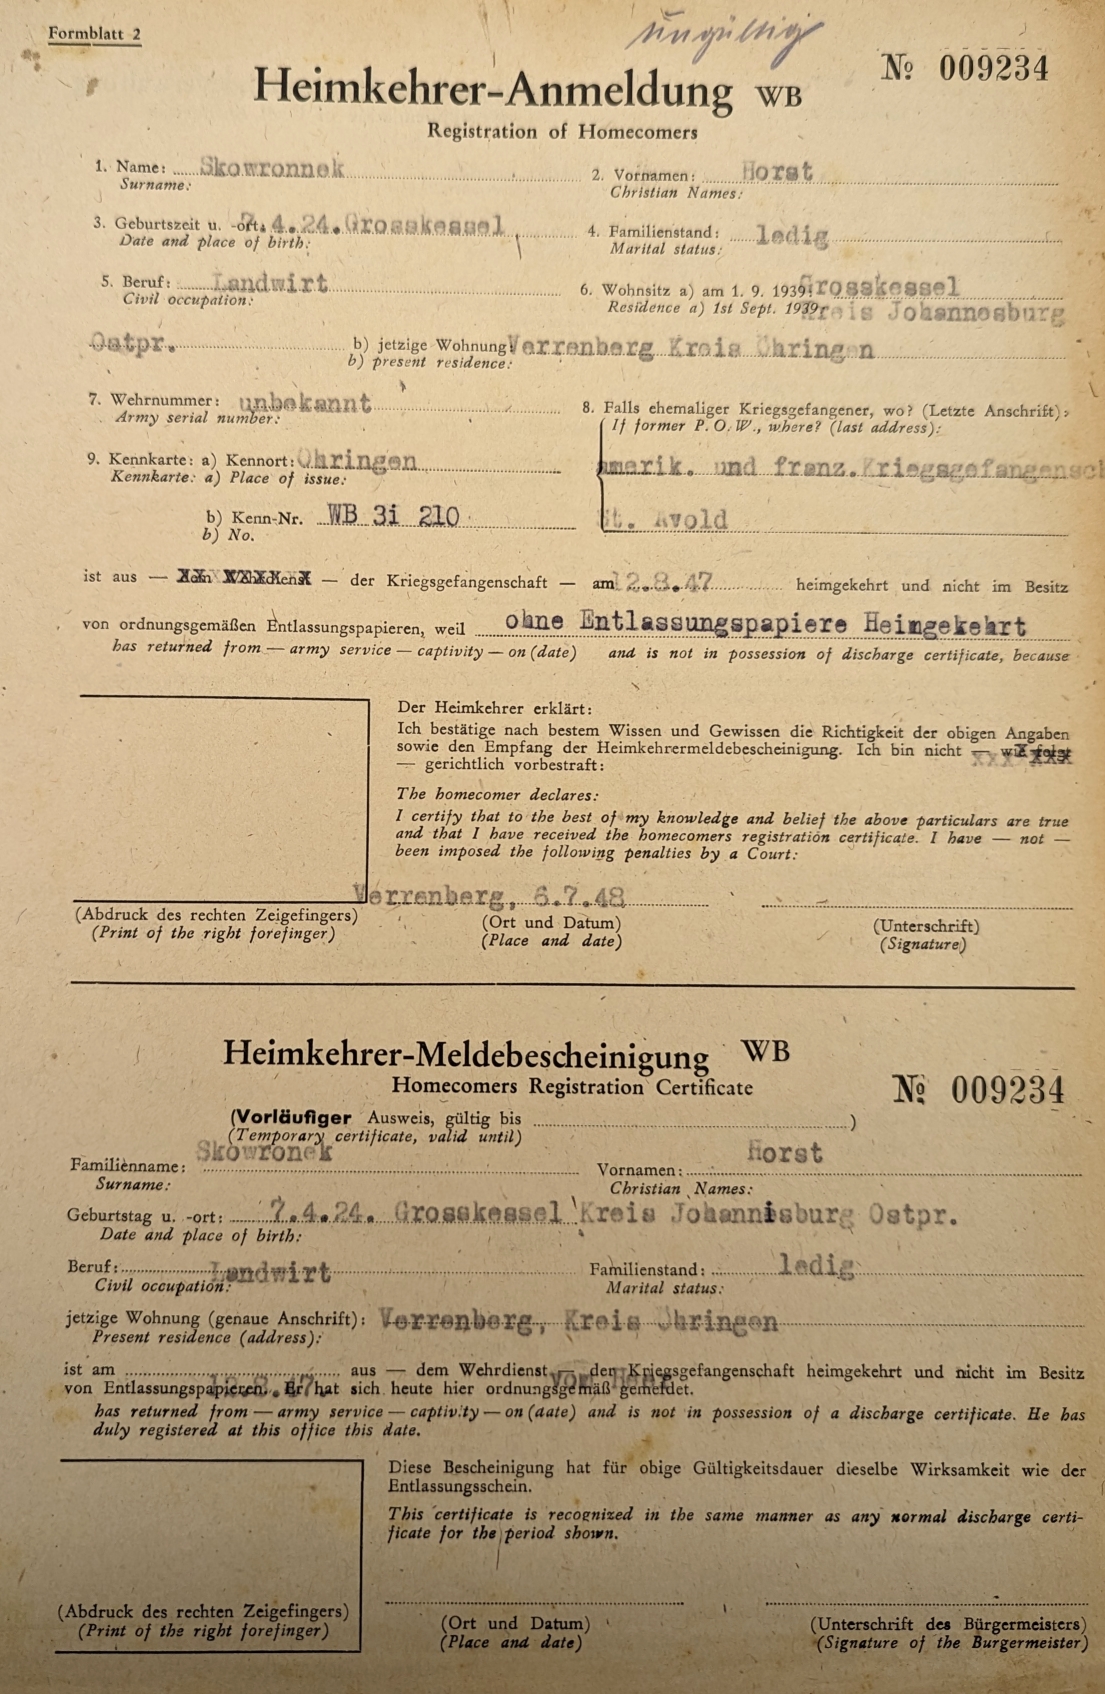 Formblatt 2
ungültig
№ 009234
Heimkehrer-Anmeldung WB
Registration of Homecomers
1. Name: Skowronnek
Surname:
2. Vornamen: Horst
Christian Names:
3. Geburtszeit u. -ort: 7.4.24. Grosskessel
Date and place of birth:
4. Familienstand: ledig
Marital status:
5. Beruf: Landwirt
Civil occupation:
6. Wohnsitz a) am 1. 9. 1939: Grosskessel
Residence a) 1st Sept. 1939: Kreis Johannesburg
Ostpr.
b) jetzige Wohnung: Verrenberg Kreis Öhringen
b) present residence:
7. Wehrnummer: unbekannt
Army serial number:
8. Falls ehemaliger Kriegsgefangener, wo? (Letzte Anschrift):
If former P. O. W., where? (last address):
amerik. und franz. Kriegsgefangensch
St. Avold
9. Kennkarte: a) Kennort: Öhringen
Kennkarte: a) Place of issue:
b) Kenn-Nr. WB 3i 210
b) No.
ist aus — — der Kriegsgefangenschaft — am 12.8.47 heimgekehrt und nicht im Besitz
von ordnungsgemäßen Entlassungspapieren, weil ohne Entlassungspapiere Heimgekehrt
has returned from — army service — captivity — on (date) and is not in possession of discharge certificate, because
Der Heimkehrer erklärt:
Ich bestätige nach bestem Wissen und Gewissen die Richtigkeit der obigen Angaben
sowie den Empfang der Heimkehrermeldebescheinigung. Ich bin nicht — wie folgt
— gerichtlich vorbestraft:
The homecomer declares:
I certify that to the best of my knowledge and belief the above particulars are true
and that I have received the homecomers registration certificate. I have — not —
been imposed the following penalties by a Court:
Verrenberg, 6.7.48
(Abdruck des rechten Zeigefingers)
(Print of the right forefinger)
(Ort und Datum)
(Place and date)
(Unterschrift)
(Signature)
Heimkehrer-Meldebescheinigung WB
Homecomers Registration Certificate
№ 009234
(Vorläufiger Ausweis, gültig bis )
(Temporary certificate, valid until)
Familienname: Skowronek
Surname:
Vornamen: Horst
Christian Names:
Geburtstag u. -ort: 7.4.24. Grosskessel Kreis Johannisburg Ostpr.
Date and place of birth:
Beruf: Landwirt
Civil occupation:
Familienstand: ledig
Marital status:
jetzige Wohnung (genaue Anschrift): Verrenberg, Kreis Öhringen
Present residence (address):
ist am 12.8.47. aus — dem Wehrdienst — der Kriegsgefangenschaft heimgekehrt und nicht im Besitz
von Entlassungspapieren. Er hat sich heute hier ordnungsgemäß gemeldet.
has returned from — army service — captivity — on (date) and is not in possession of a discharge certificate. He has
duly registered at this office this date.
Diese Bescheinigung hat für obige Gültigkeitsdauer dieselbe Wirksamkeit wie der
Entlassungsschein.
This certificate is recognized in the same manner as any normal discharge certi-
ficate for the period shown.
(Abdruck des rechten Zeigefingers)
(Print of the right forefinger)
(Ort und Datum)
(Place and date)
(Unterschrift des Bürgermeisters)
(Signature of the Burgermeister)